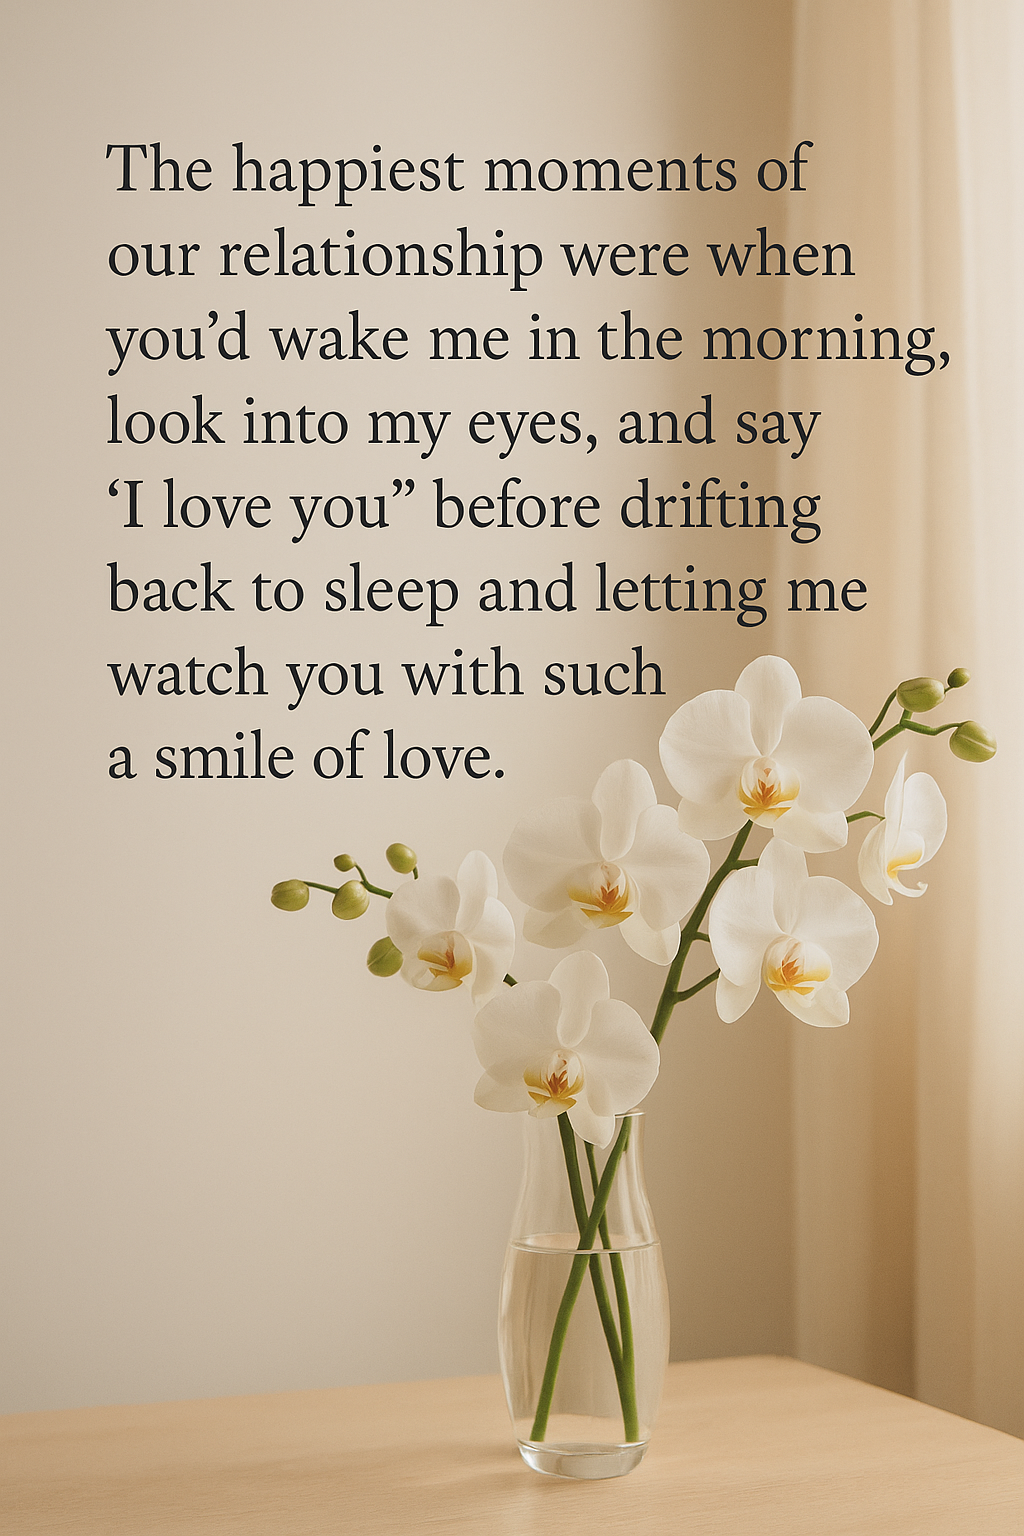 The happiest moments of
our relationship were when
you’d wake me in the morning,
look into my eyes, and say
‘I love you” before drifting
back to sleep and letting me
watch you with such
a smile of love.